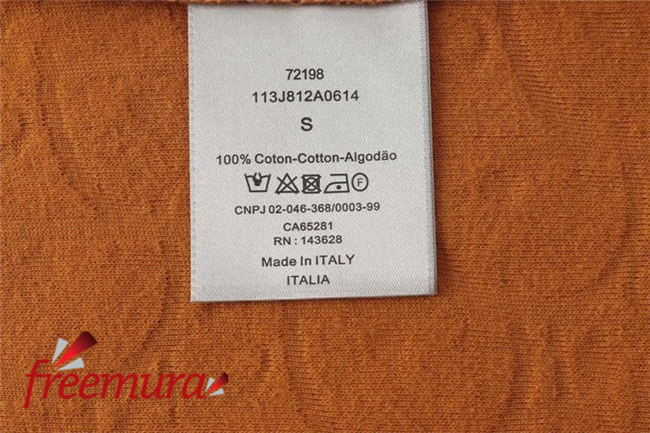 72198
113J812A0614
S
100% Coton-Cotton-Algodão
F
CNPJ 02-046-368/0003-99
CA65281
RN : 143628
Made In ITALY
ITALIA
freemura